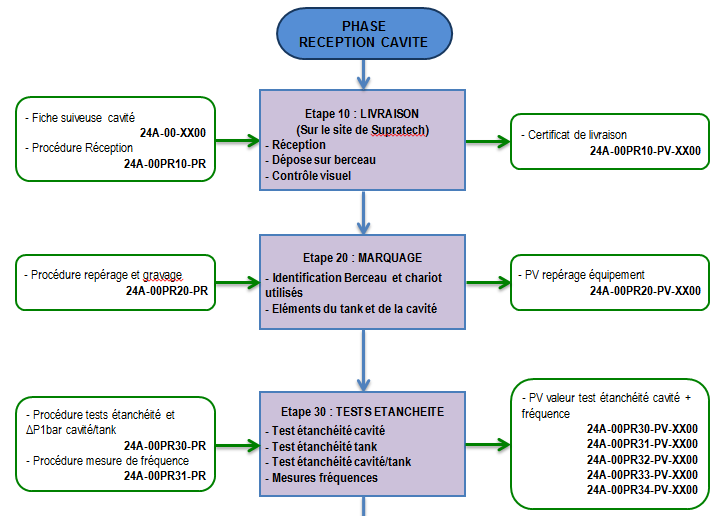 PHASE
RECEPTION CAVITE
- Fiche suiveuse cavité
24A-00-XX00
- Procédure Réception
24A-00PR10-PR
Etape 10 : LIVRAISON
(Sur le site de Supratech)
- Réception
- Dépose sur berceau
- Contrôle visuel
- Certificat de livraison
24A-00PR10-PV-XX00
- Procédure repérage et gravage
24A-00PR20-PR
Etape 20 : MARQUAGE
- Identification Berceau et chariot
utilisés
- Eléments du tank et de la cavité
- PV repérage équipement
24A-00PR20-PV-XX00
- Procédure tests étanchéité et
ΔP1bar cavité/tank
24A-00PR30-PR
- Procédure mesure de fréquence
24A-00PR31-PR
Etape 30 : TESTS ETANCHEITE
- Test étanchéité cavité
- Test étanchéité tank
- Test étanchéité cavité/tank
- Mesures fréquences
- PV valeur test étanchéité cavité +
fréquence
24A-00PR30-PV-XX00
24A-00PR31-PV-XX00
24A-00PR32-PV-XX00
24A-00PR33-PV-XX00
24A-00PR34-PV-XX00